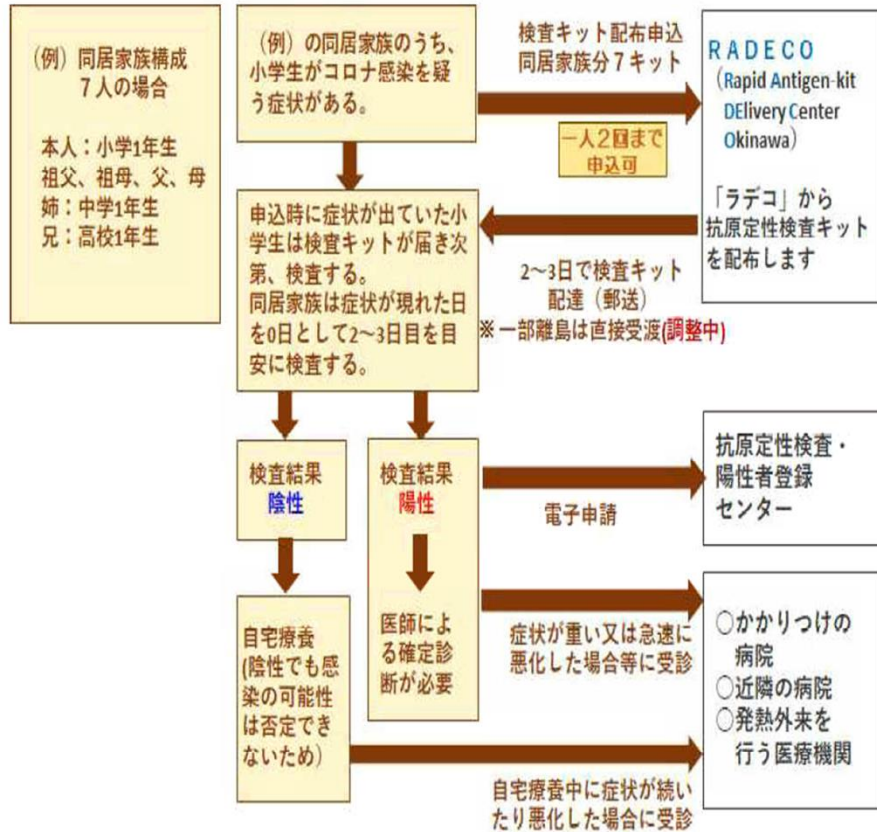 （例）同居家族構成
７人の場合
本人：小学1年生
祖父、祖母、父、母
姉：中学1年生
兄：高校1年生
（例）の同居家族のうち、
小学生がコロナ感染を疑
う症状がある。
検査キット配布申込
同居家族分７キット
一人２回まで
申込可
ＲＡＤＥＣＯ
（Rapid Antigen-kit
DElivery Center
Okinawa）
「ラデコ」から
抗原定性検査キット
を配布します
申込時に症状が出ていた小
学生は検査キットが届き次
第、検査する。
同居家族は症状が現れた日
を0日として2～3日目を目
安に検査する。
2～3日で検査キット
配達（郵送）
※ 一部離島は直接受渡(調整中)
検査結果
陰性
検査結果
陽性
医師によ
る確定診
断が必要
電子申請
抗原定性検査・
陽性者登録
センター
自宅療養
(陰性でも感
染の可能性
は否定でき
ないため）
症状が重い又は急速に
悪化した場合等に受診
○かかりつけの
病院
○近隣の病院
○発熱外来を
行う医療機関
自宅療養中に症状が続い
たり悪化した場合に受診